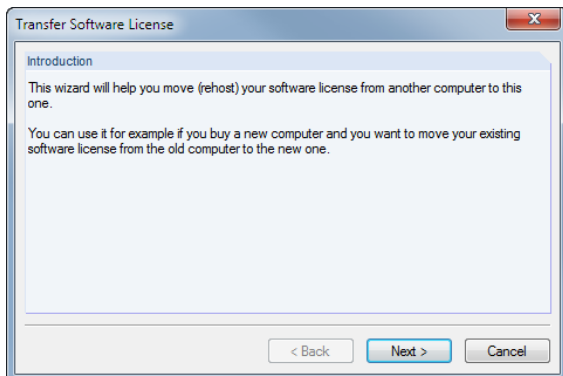 Transfer Software License
Introduction
This wizard will help you move (rehost) your software license from another computer to this
one.
You can use it for example if you buy a new computer and you want to move your existing
software license from the old computer to the new one.
< Back
Next >
Cancel